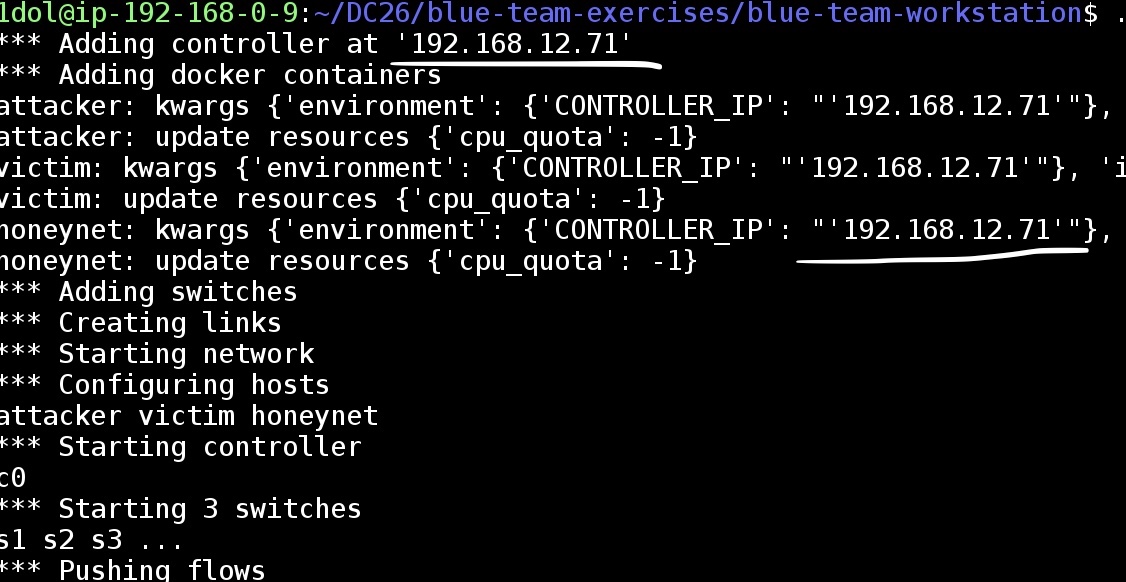 1dol@ip-192-168-0-9:~/DC26/blue-team-exercises/blue-team-workstation$ .
*** Adding controller at '192.168.12.71'
*** Adding docker containers
attacker: kwargs {'environment': {'CONTROLLER_IP': "'192.168.12.71'"},
attacker: update resources {'cpu_quota': -1}
victim: kwargs {'environment': {'CONTROLLER_IP': "'192.168.12.71'"}, 'i
victim: update resources {'cpu_quota': -1}
honeynet: kwargs {'environment': {'CONTROLLER_IP': "'192.168.12.71'"},
honeynet: update resources {'cpu_quota': -1}
*** Adding switches
*** Creating links
*** Starting network
*** Configuring hosts
attacker victim honeynet
*** Starting controller
c0
*** Starting 3 switches
s1 s2 s3 ...
*** Pushing flows